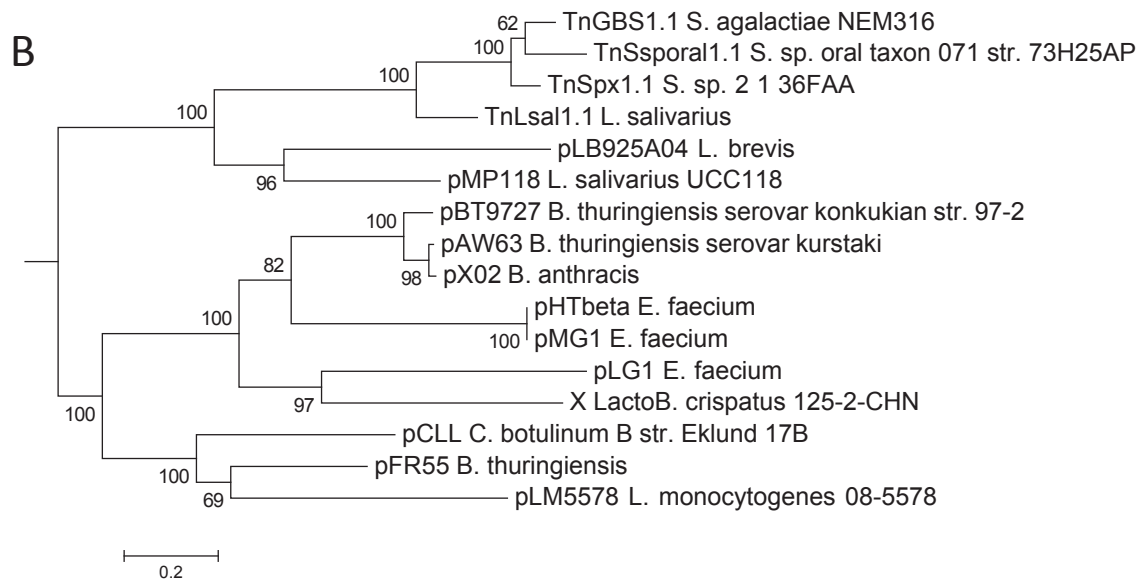 B
62
TnGBS1.1 S. agalactiae NEM316
100
TnSsporal1.1 S. sp. oral taxon 071 str. 73H25AP
100
TnSpx1.1 S. sp. 2 1 36FAA
100
TnLsal1.1 L. salivarius
pLB925A04 L. brevis
96
pMP118 L. salivarius UCC118
100
pBT9727 B. thuringiensis serovar konkukian str. 97-2
pAW63 B. thuringiensis serovar kurstaki
82
98
pX02 B. anthracis
pHTbeta E. faecium
100
100
pMG1 E. faecium
pLG1 E. faecium
97
X LactoB. crispatus 125-2-CHN
100
pCLL C. botulinum B str. Eklund 17B
100
pFR55 B. thuringiensis
69
pLM5578 L. monocytogenes 08-5578
0.2